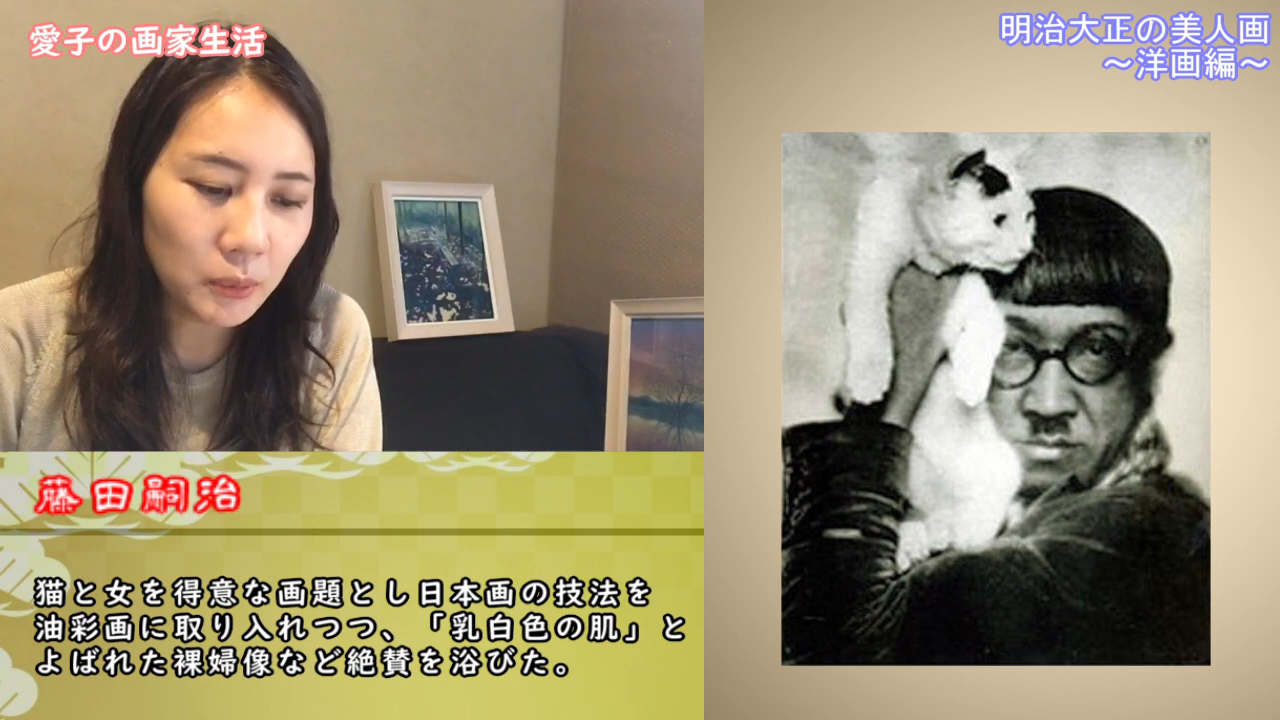 愛子の画家生活
明治大正の美人画
～洋画編～
藤田嗣治
猫と女を得意な画題とし日本画の技法を
油彩画に取り入れつつ、「乳白色の肌」と
よばれた裸婦像など絶賛を浴びた。